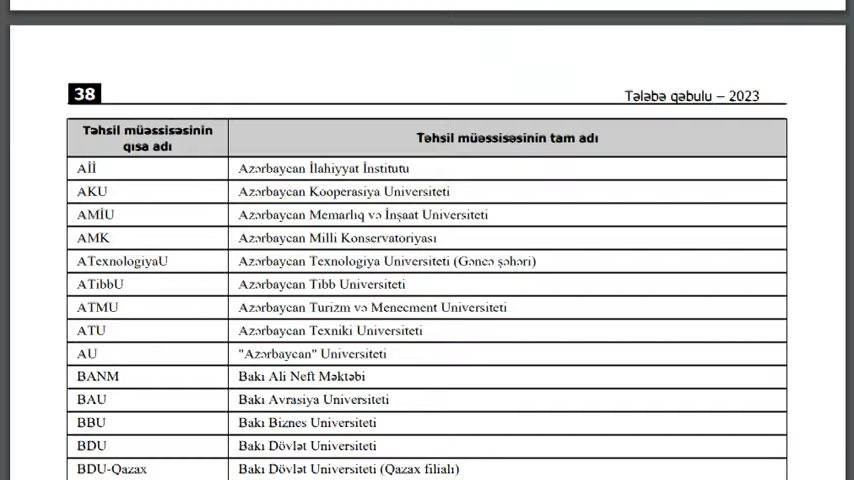 38
Tələbə qəbulu – 2023
Təhsil müəssisəsinin qısa adı
Təhsil müəssisəsinin tam adı
Aİİ Azərbaycan İlahiyyat İnstitutu
AKU Azərbaycan Kooperasiya Universiteti
AMİU Azərbaycan Memarlıq və İnşaat Universiteti
AMK Azərbaycan Milli Konservatoriyası
ATexnologiyaU Azərbaycan Texnologiya Universiteti (Gəncə şəhəri)
ATibbU Azərbaycan Tibb Universiteti
ATMU Azərbaycan Turizm və Menecment Universiteti
ATU Azərbaycan Texniki Universiteti
AU "Azərbaycan" Universiteti
BANM Bakı Ali Neft Məktəbi
BAU Bakı Avrasiya Universiteti
BBU Bakı Biznes Universiteti
BDU Bakı Dövlət Universiteti
BDU-Qazax Bakı Dövlət Universiteti (Qazax filialı)